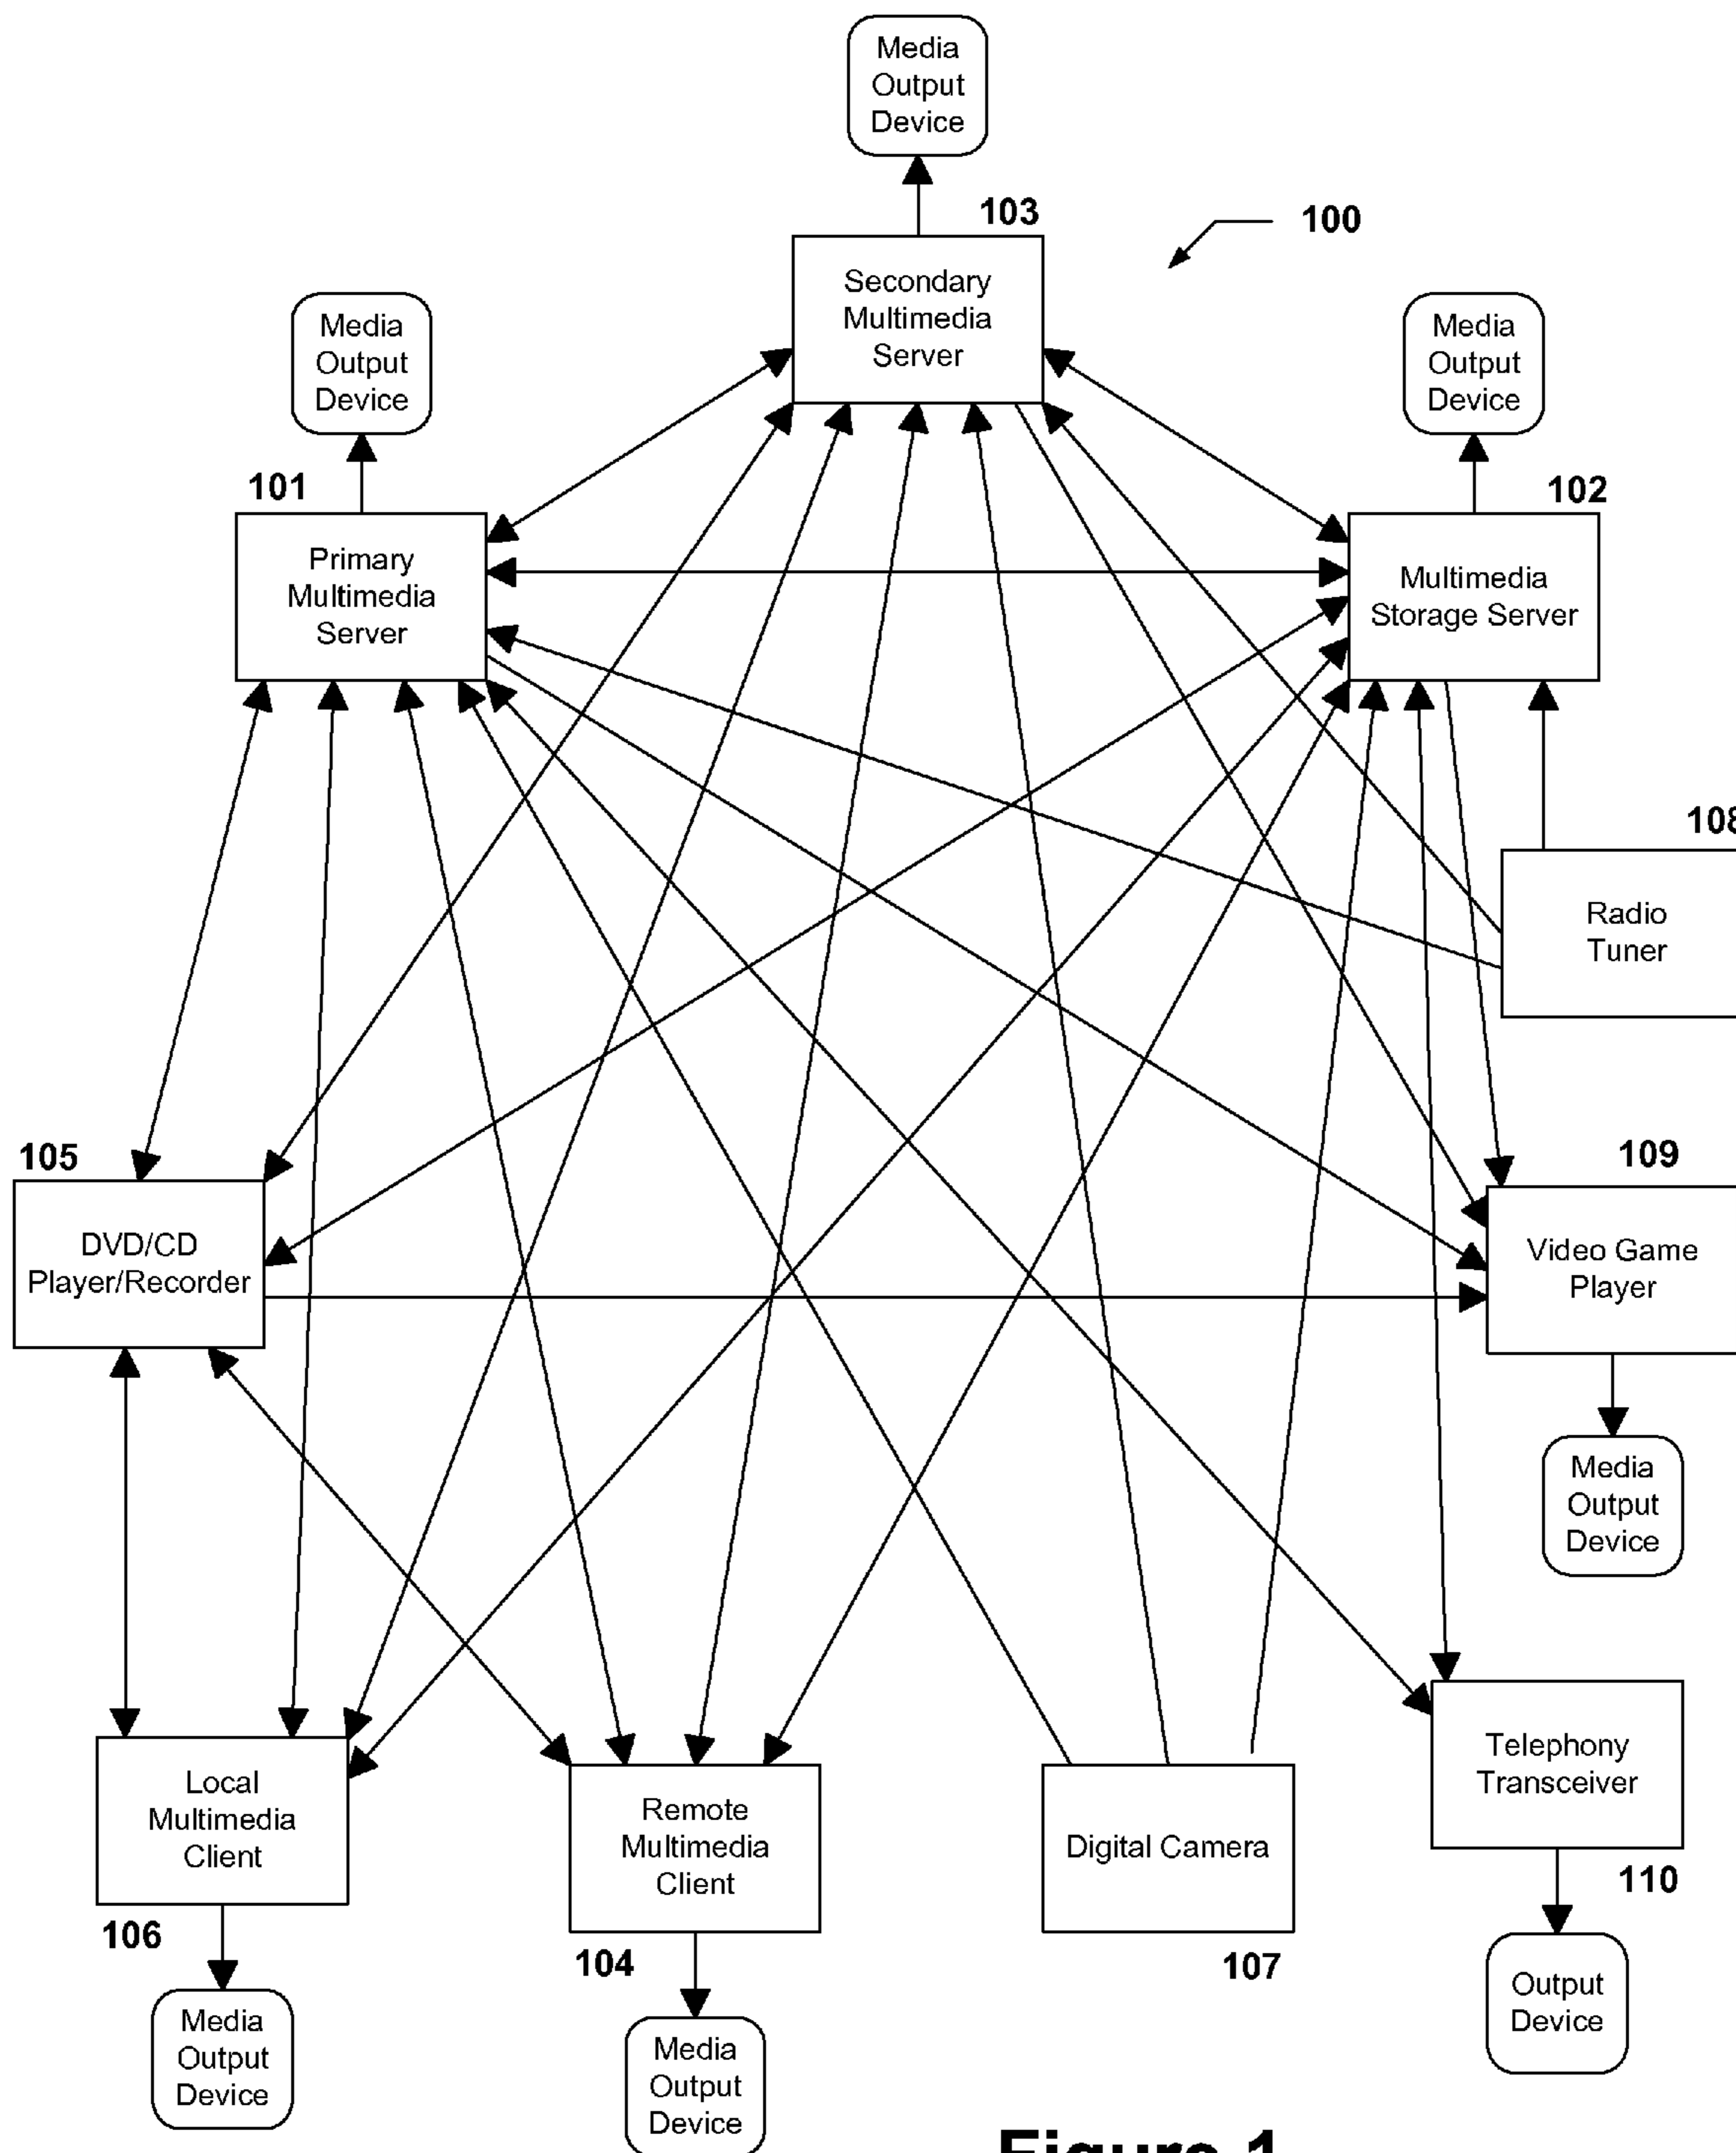 Media
Output
Device
103
100
Secondary
Multimedia
Server
Media
Output
Device
Media
Output
Device
101
102
Primary
Multimedia
Server
Multimedia
Storage Server
108
Radio
Tuner
105
109
DVD/CD
Player/Recorder
Video Game
Player
Media
Output
Device
Local
Multimedia
Client
Remote
Multimedia
Client
Digital Camera
Telephony
Transceiver
106
104
107
110
Media
Output
Device
Media
Output
Device
Output
Device
Figure 1